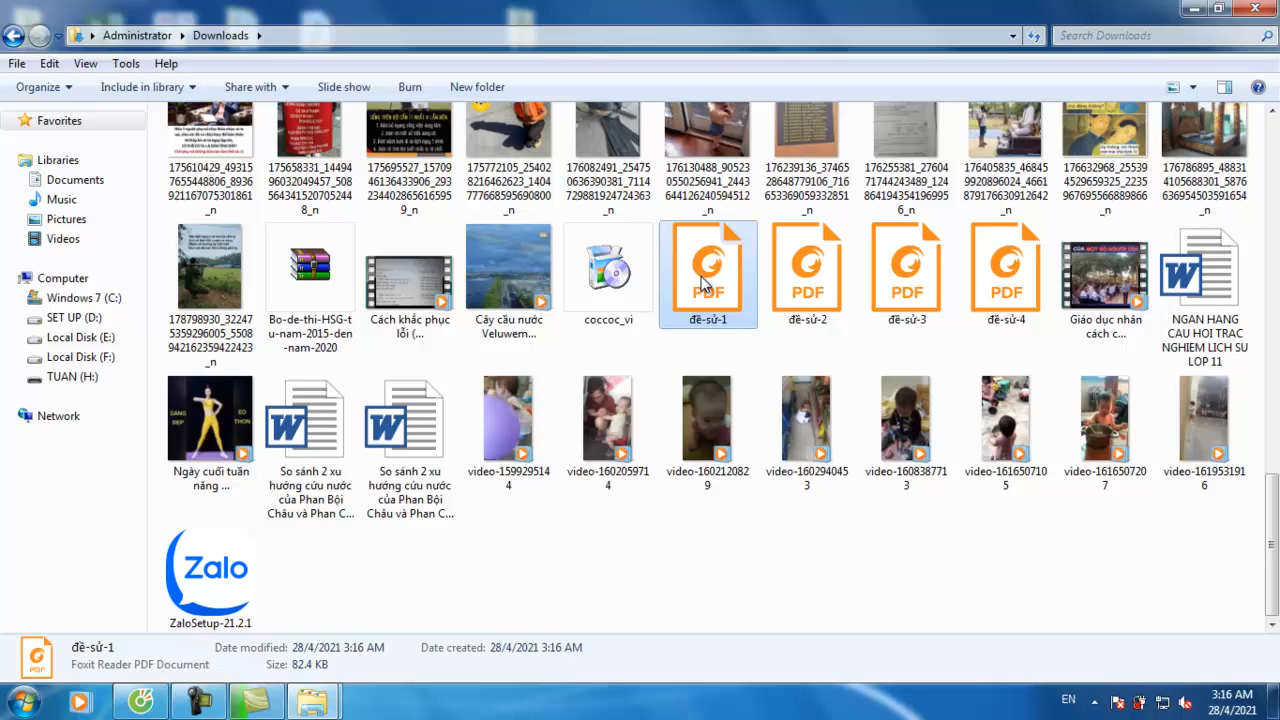 Administrator
Downloads
Search Downloads
File
Edit
View
Tools
Help
Organize
Include in library
Share with
Slide show
Burn
New folder
Favorites
Libraries
Documents
Music
Pictures
Videos
Computer
Windows 7 (C:)
SET UP (D:)
Local Disk (E:)
Local Disk (F:)
TUAN (H:)
Network
175610429_49315
7655448806_8936
921167075301861
_n
175658331_14494
96032049457_508
564341520705244
8_n
175695527_15709
46136433906_293
234402865616595
9_n
175772105_25402
8216462623_1404
777668595690800
_n
176082491_25475
0636390381_7114
729881924724363
_n
176130488_90523
0550256941_2443
644126240594512
_n
176239136_37465
28648779106_716
653369059332851
_n
176255381_27604
71744243489_124
864194354196995
6_n
176405835_46845
9920896024_4661
879176630912642
_n
176632968_25539
4529659325_2235
967695566889866
_n
176786895_48831
4105688301_5876
636954503591654
_n
178798930_32247
5359296005_5508
942162359422423
_n
Bo-de-thi-HSG-t
u-nam-2015-den
-nam-2020
Cách khắc phục
lỗi (...
Cây cầu nước
Veluwem...
coccoc_vi
PDF
đề-sử-1
PDF
đề-sử-2
PDF
đề-sử-3
PDF
đề-sử-4
Giáo dục nhân
cách c...
W
NGAN HANG
CAU HOI TRAC
NGHIEM LICH SU
LOP 11
DÁNG
ĐẸP
EO
THON
Ngày cuối tuần
năng ...
W
So sánh 2 xu
hướng cứu nước
của Phan Bội
Châu và Phan C...
W
So sánh 2 xu
hướng cứu nước
của Phan Bội
Châu và Phan C...
video-159929514
4
video-160205971
4
video-160212082
9
video-160294045
3
video-160838771
3
video-161650710
5
video-161650720
7
video-161953191
6
Zalo
ZaloSetup-21.2.1
PDF
đề-sử-1
Foxit Reader PDF Document
Date modified: 28/4/2021 3:16 AM
Size: 82.4 KB
Date created: 28/4/2021 3:16 AM
EN
3:16 AM
28/4/2021